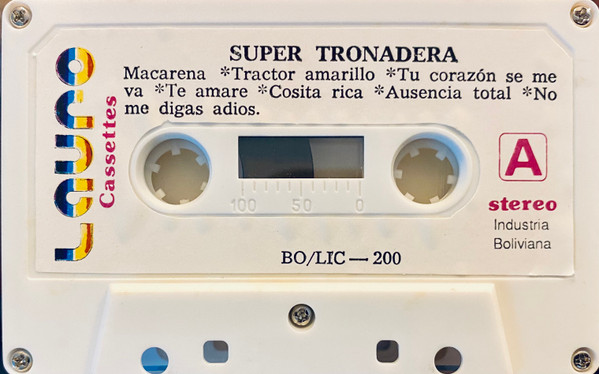 SUPER TRONADERA
Macarena *Tractor amarillo *Tu corazón se me
va *Te amare *Cosita rica *Ausencia total *No
me digas adios.
Lauro
Cassettes
A
100 50 0
stereo
Industria
Boliviana
BO/LIC — 200